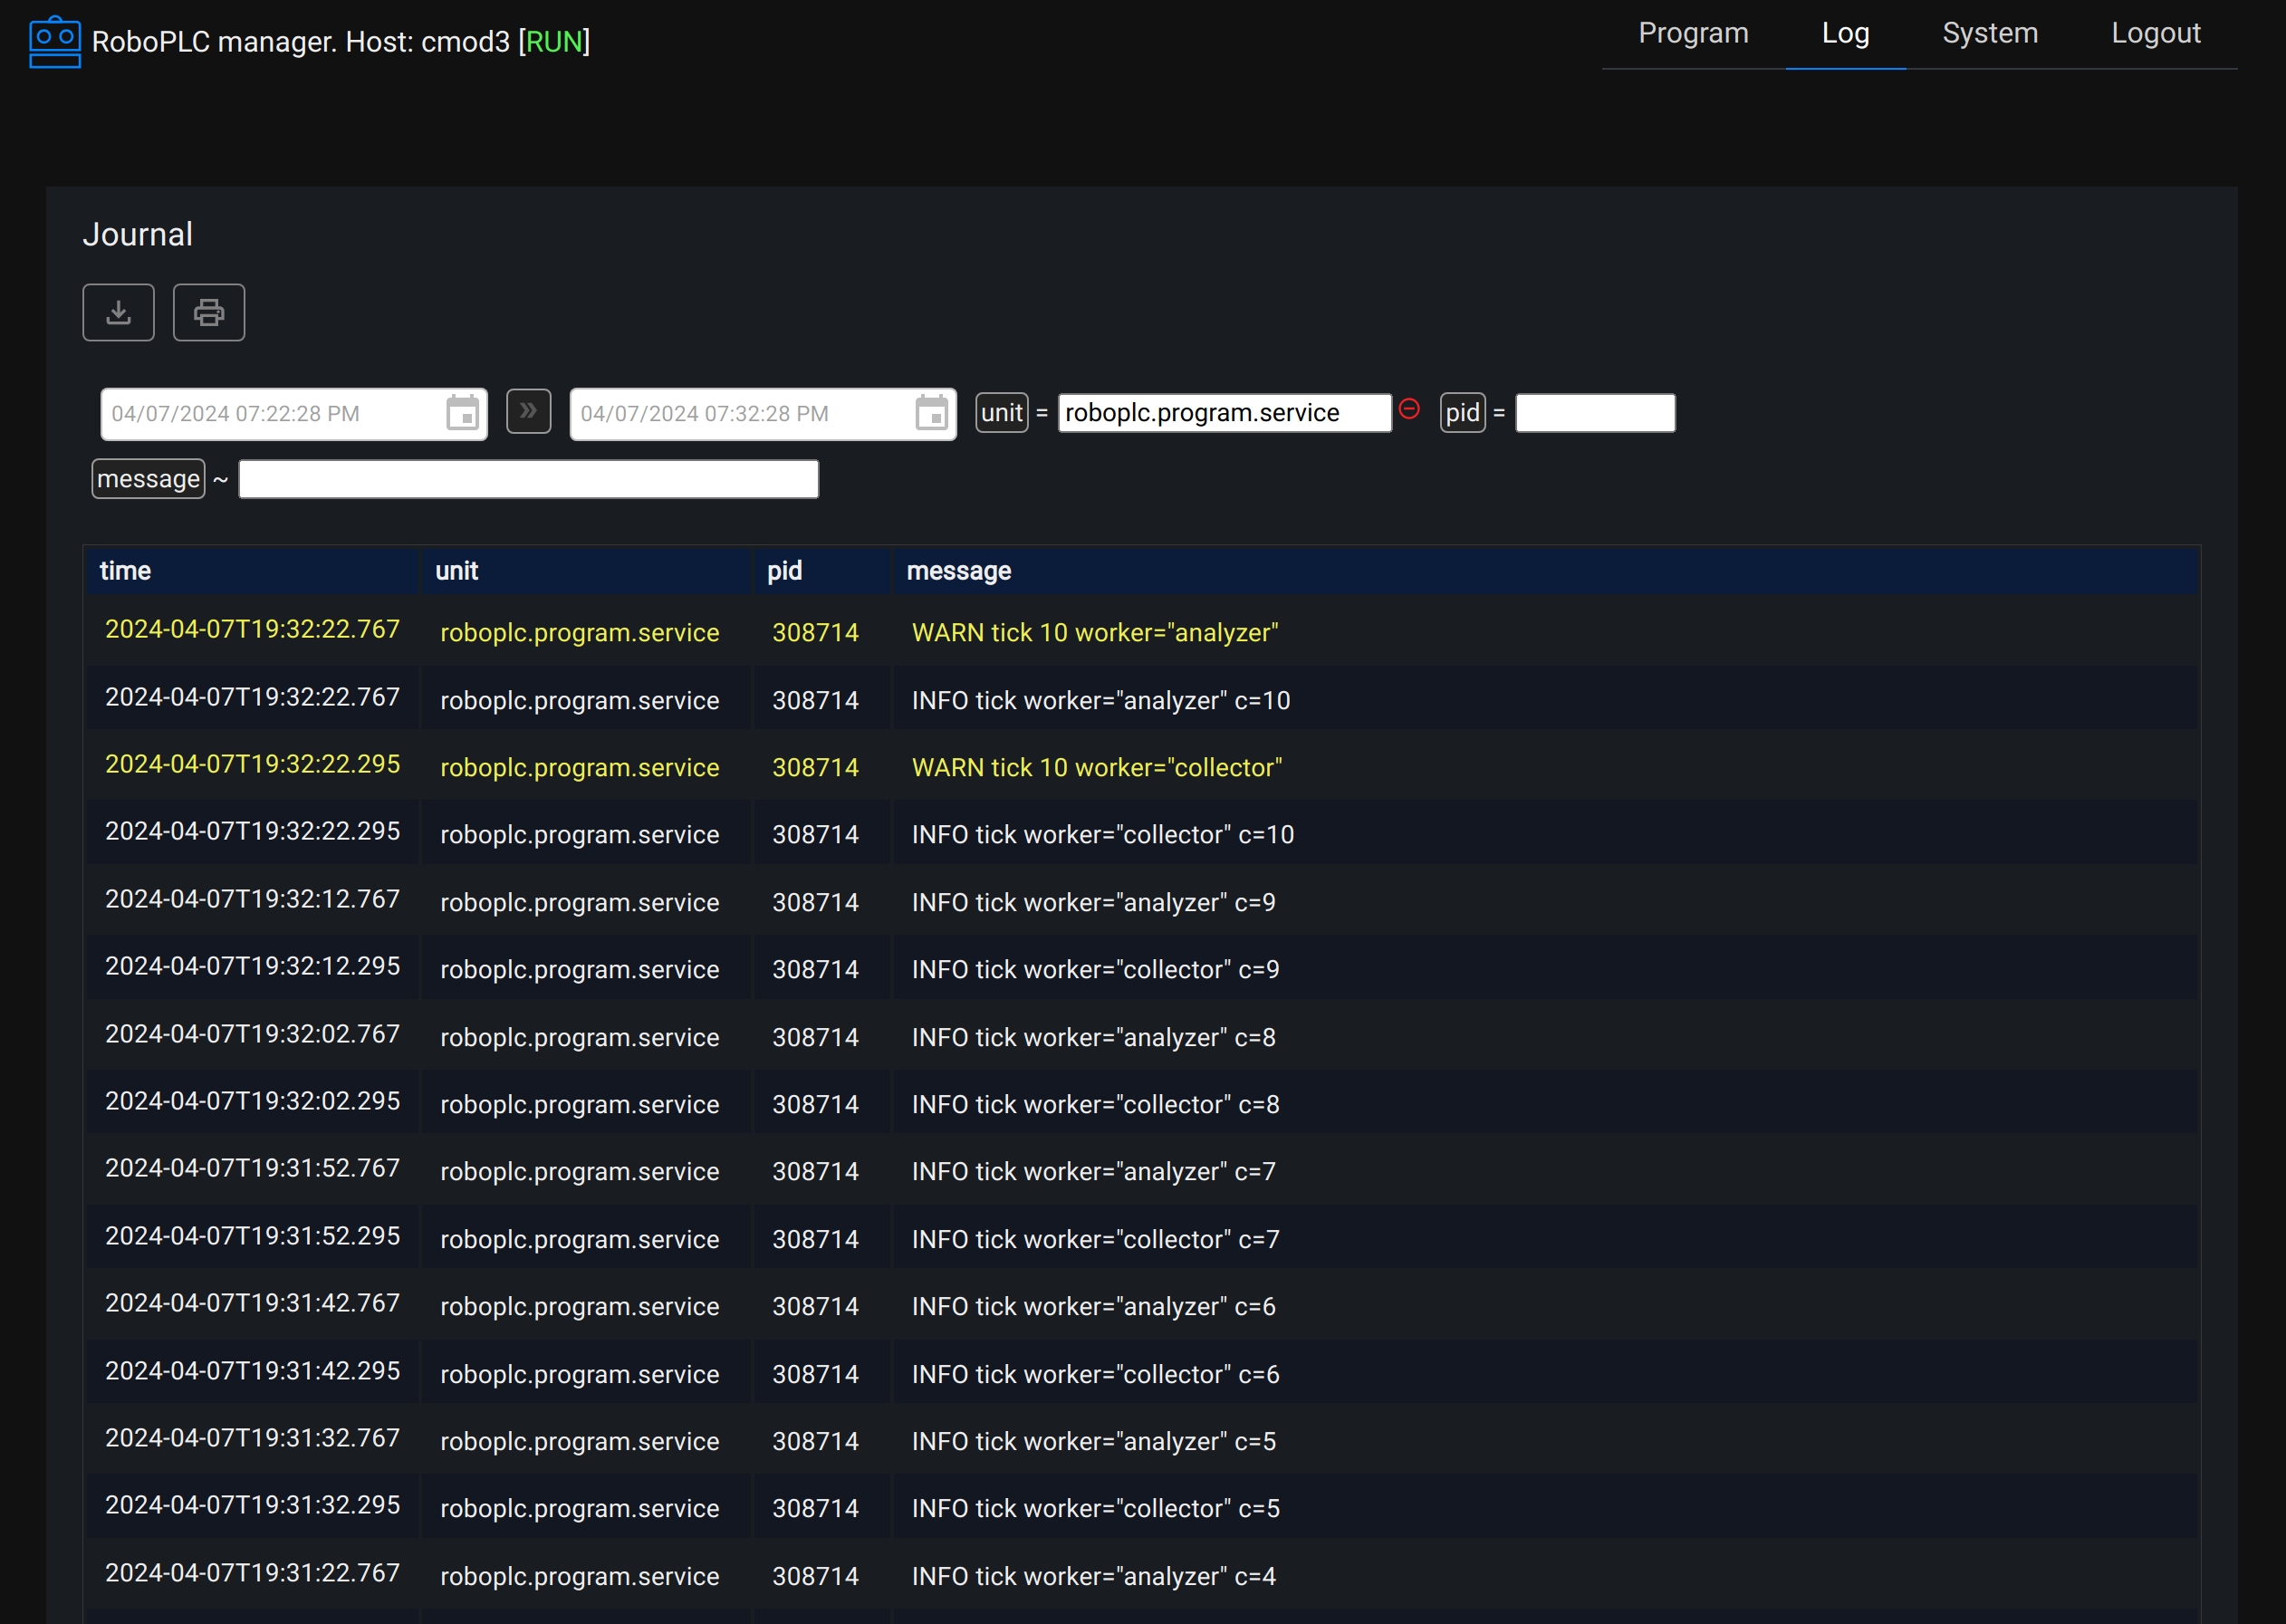 RoboPLC manager. Host: cmod3 [RUN]
Program Log System Logout
Journal
04/07/2024 07:22:28 PM » 04/07/2024 07:32:28 PM unit = roboplc.program.service pid =
message ~
time unit pid message
2024-04-07T19:32:22.767 roboplc.program.service 308714 WARN tick 10 worker="analyzer"
2024-04-07T19:32:22.767 roboplc.program.service 308714 INFO tick worker="analyzer" c=10
2024-04-07T19:32:22.295 roboplc.program.service 308714 WARN tick 10 worker="collector"
2024-04-07T19:32:22.295 roboplc.program.service 308714 INFO tick worker="collector" c=10
2024-04-07T19:32:12.767 roboplc.program.service 308714 INFO tick worker="analyzer" c=9
2024-04-07T19:32:12.295 roboplc.program.service 308714 INFO tick worker="collector" c=9
2024-04-07T19:32:02.767 roboplc.program.service 308714 INFO tick worker="analyzer" c=8
2024-04-07T19:32:02.295 roboplc.program.service 308714 INFO tick worker="collector" c=8
2024-04-07T19:31:52.767 roboplc.program.service 308714 INFO tick worker="analyzer" c=7
2024-04-07T19:31:52.295 roboplc.program.service 308714 INFO tick worker="collector" c=7
2024-04-07T19:31:42.767 roboplc.program.service 308714 INFO tick worker="analyzer" c=6
2024-04-07T19:31:42.295 roboplc.program.service 308714 INFO tick worker="collector" c=6
2024-04-07T19:31:32.767 roboplc.program.service 308714 INFO tick worker="analyzer" c=5
2024-04-07T19:31:32.295 roboplc.program.service 308714 INFO tick worker="collector" c=5
2024-04-07T19:31:22.767 roboplc.program.service 308714 INFO tick worker="analyzer" c=4